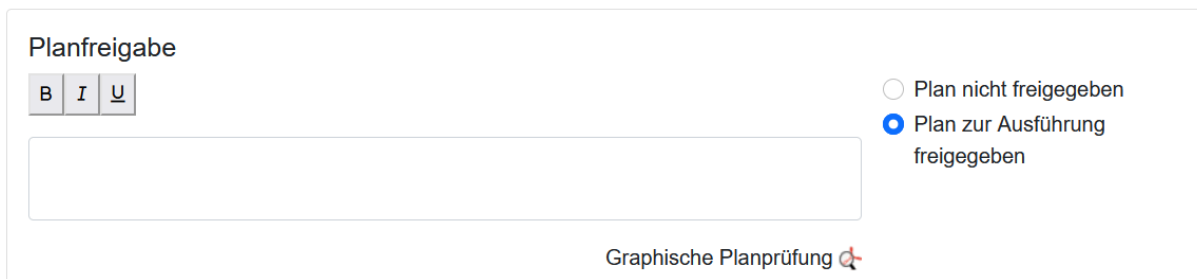 Planfreigabe
B I U
Plan nicht freigegeben
Plan zur Ausführung
freigegeben
Graphische Planprüfung